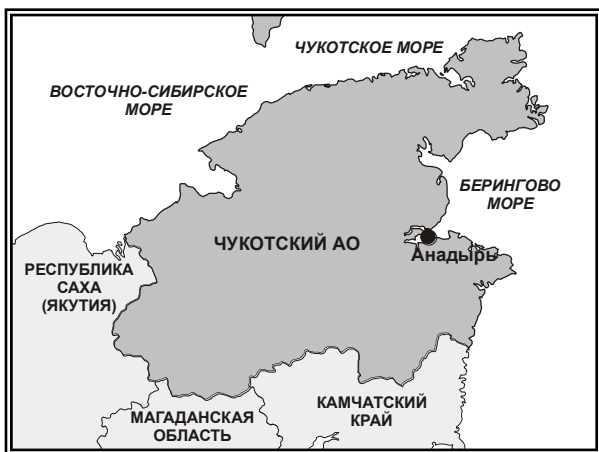 ЧУКОТСКОЕ МОРЕ
ВОСТОЧНО-СИБИРСКОЕ
МОРЕ
БЕРИНГОВО
МОРЕ
ЧУКОТСКИЙ АО
Анадырь
РЕСПУБЛИКА
САХА
(ЯКУТИЯ)
КАМЧАТСКИЙ
КРАЙ
МАГАДАНСКАЯ
ОБЛАСТЬ